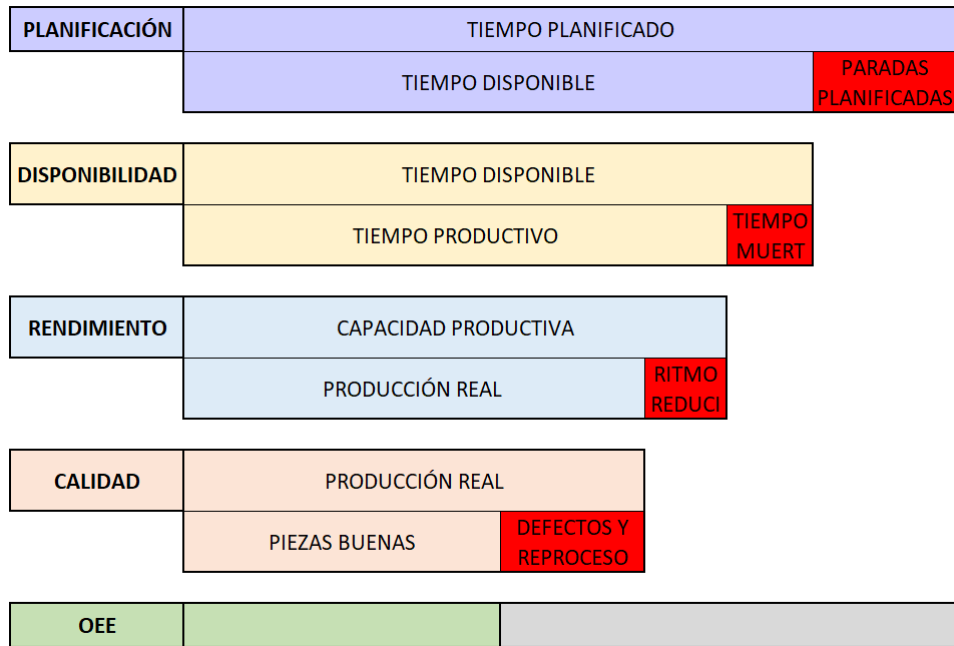 PLANIFICACIÓN TIEMPO PLANIFICADO
TIEMPO DISPONIBLE PARADAS
PLANIFICADAS
DISPONIBILIDAD TIEMPO DISPONIBLE
TIEMPO PRODUCTIVO TIEMPO
MUERT
RENDIMIENTO CAPACIDAD PRODUCTIVA
PRODUCCIÓN REAL RITMO
REDUCI
CALIDAD PRODUCCIÓN REAL
PIEZAS BUENAS DEFECTOS Y
REPROCESO
OEE